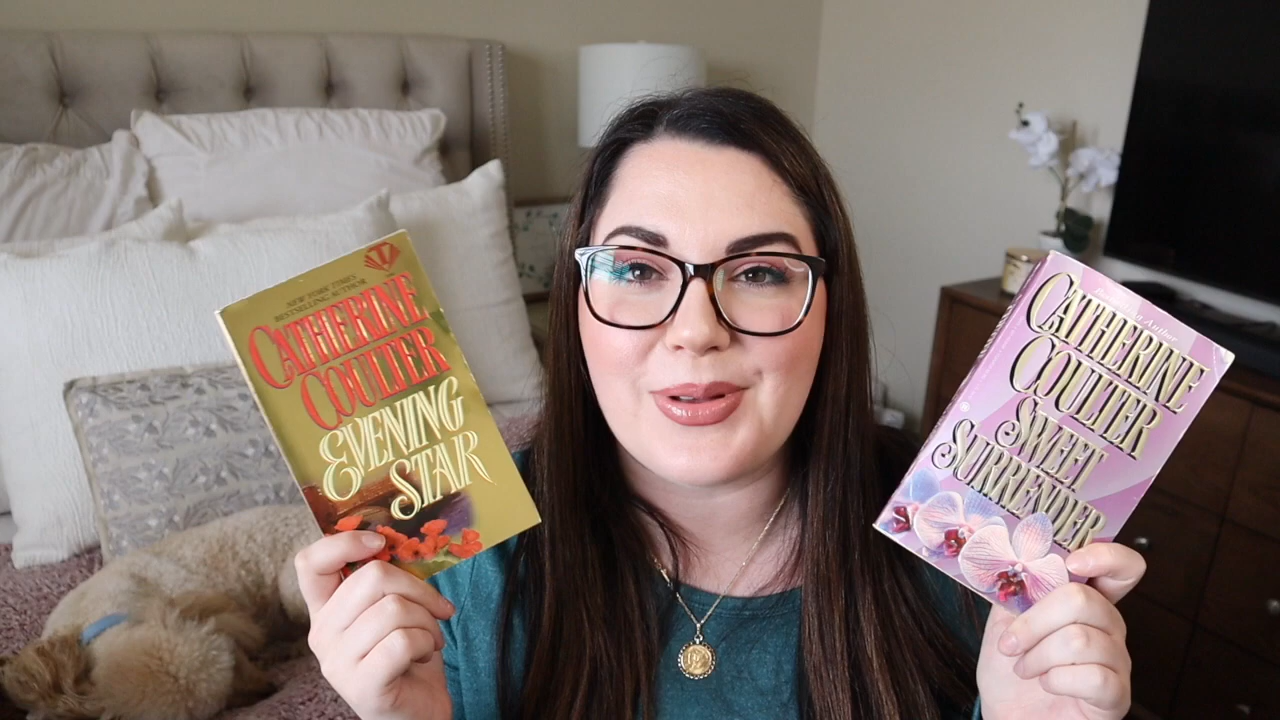 NEW YORK TIMES
BESTSELLING AUTHOR
CATHERINE
COULTER
EVENING
STAR
CATHERINE
COULTER
SWEET
SURRENDER